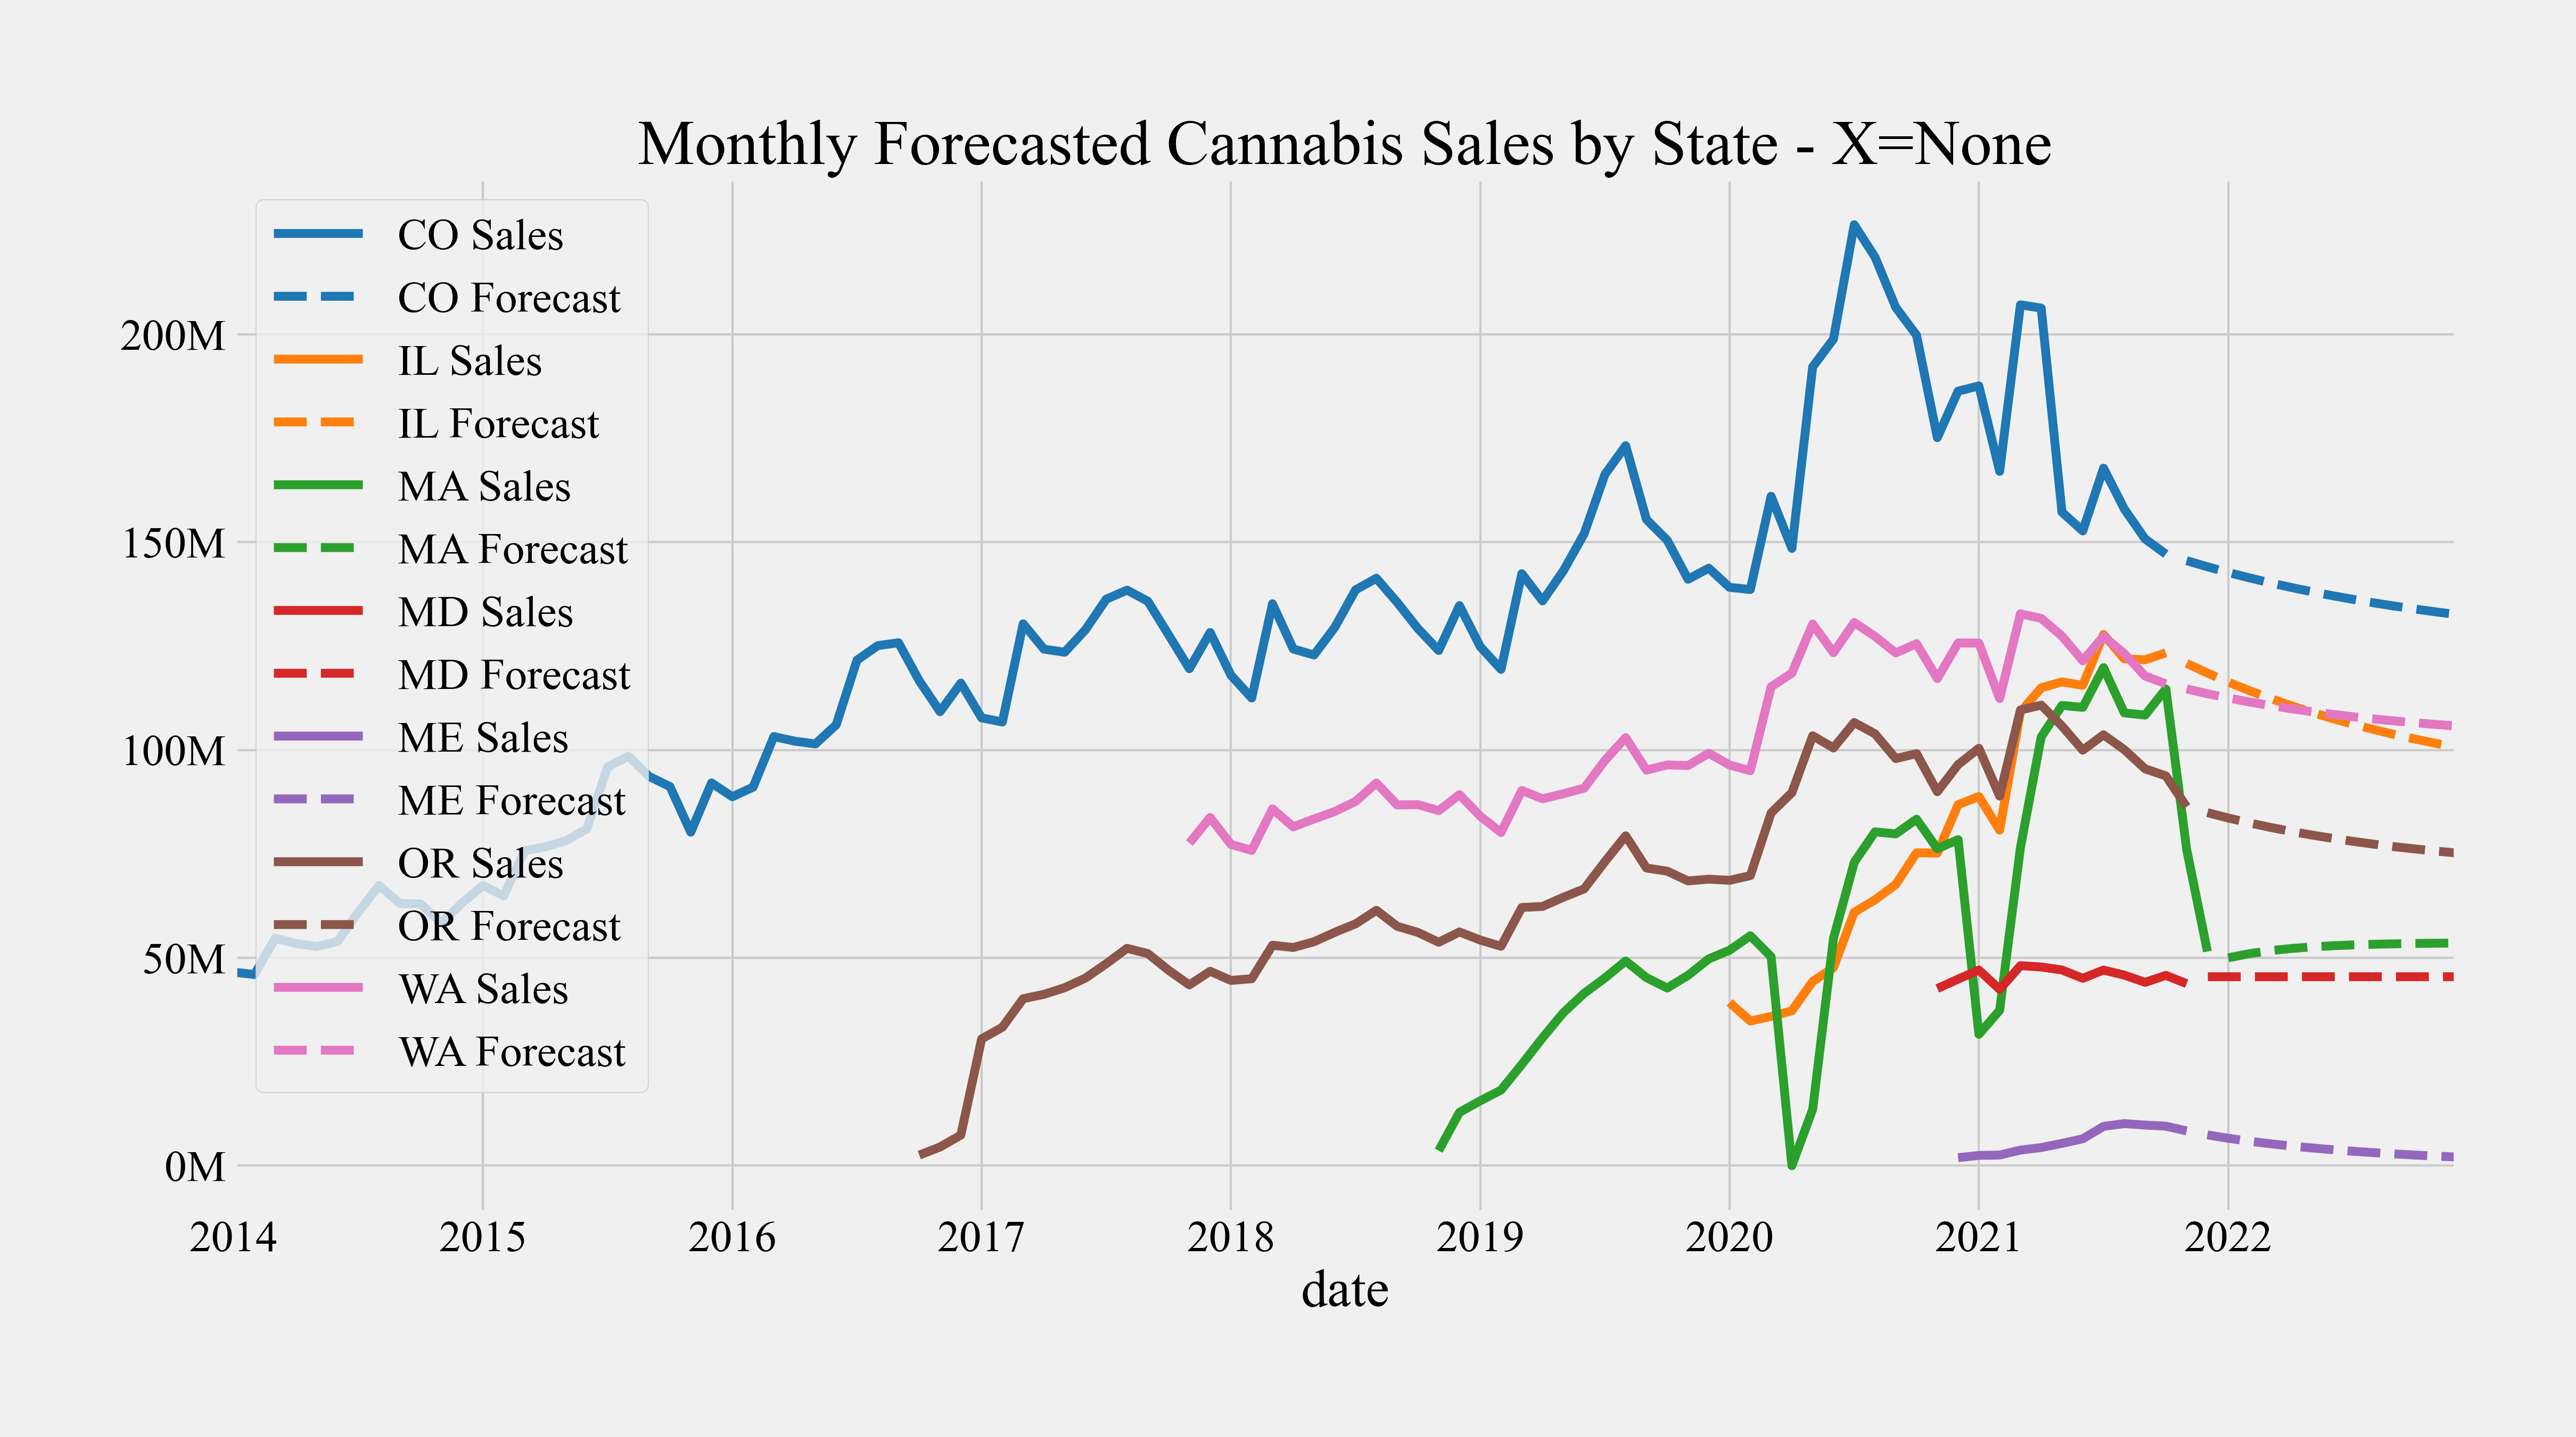 Monthly Forecasted Cannabis Sales by State - X=None
CO Sales
CO Forecast
IL Sales
IL Forecast
MA Sales
MA Forecast
MD Sales
MD Forecast
ME Sales
ME Forecast
OR Sales
OR Forecast
WA Sales
WA Forecast
200M
150M
100M
50M
0M
2014 2015 2016 2017 2018 2019 2020 2021 2022
date